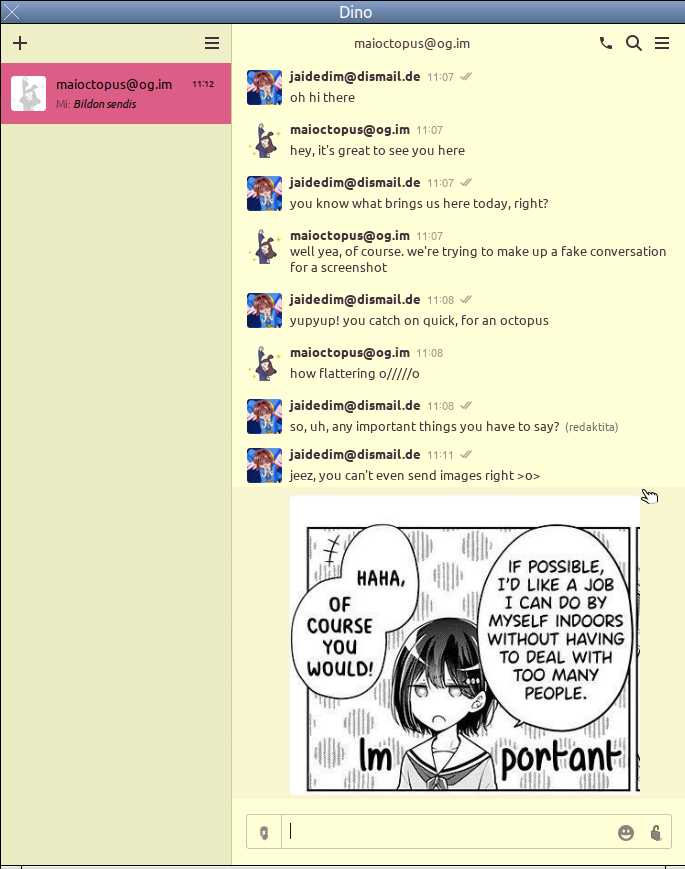 Dino
maioctopus@og.im
maioctopus@og.im 11:12
Mi: Bildon sendis
jaidedim@dismail.de 11:07
oh hi there
maioctopus@og.im 11:07
hey, it's great to see you here
jaidedim@dismail.de 11:07
you know what brings us here today, right?
maioctopus@og.im 11:07
well yea, of course. we're trying to make up a fake conversation
for a screenshot
jaidedim@dismail.de 11:08
yupyup! you catch on quick, for an octopus
maioctopus@og.im 11:08
how flattering o/////o
jaidedim@dismail.de 11:08
so, uh, any important things you have to say? (redaktita)
jaidedim@dismail.de 11:11
jeez, you can't even send images right >o>
HAHA,
OF
COURSE
YOU
WOULD!
IF POSSIBLE,
I'D LIKE A JOB
I CAN DO BY
MYSELF INDOORS
WITHOUT HAVING
TO DEAL WITH
TOO MANY
PEOPLE.
Im portant